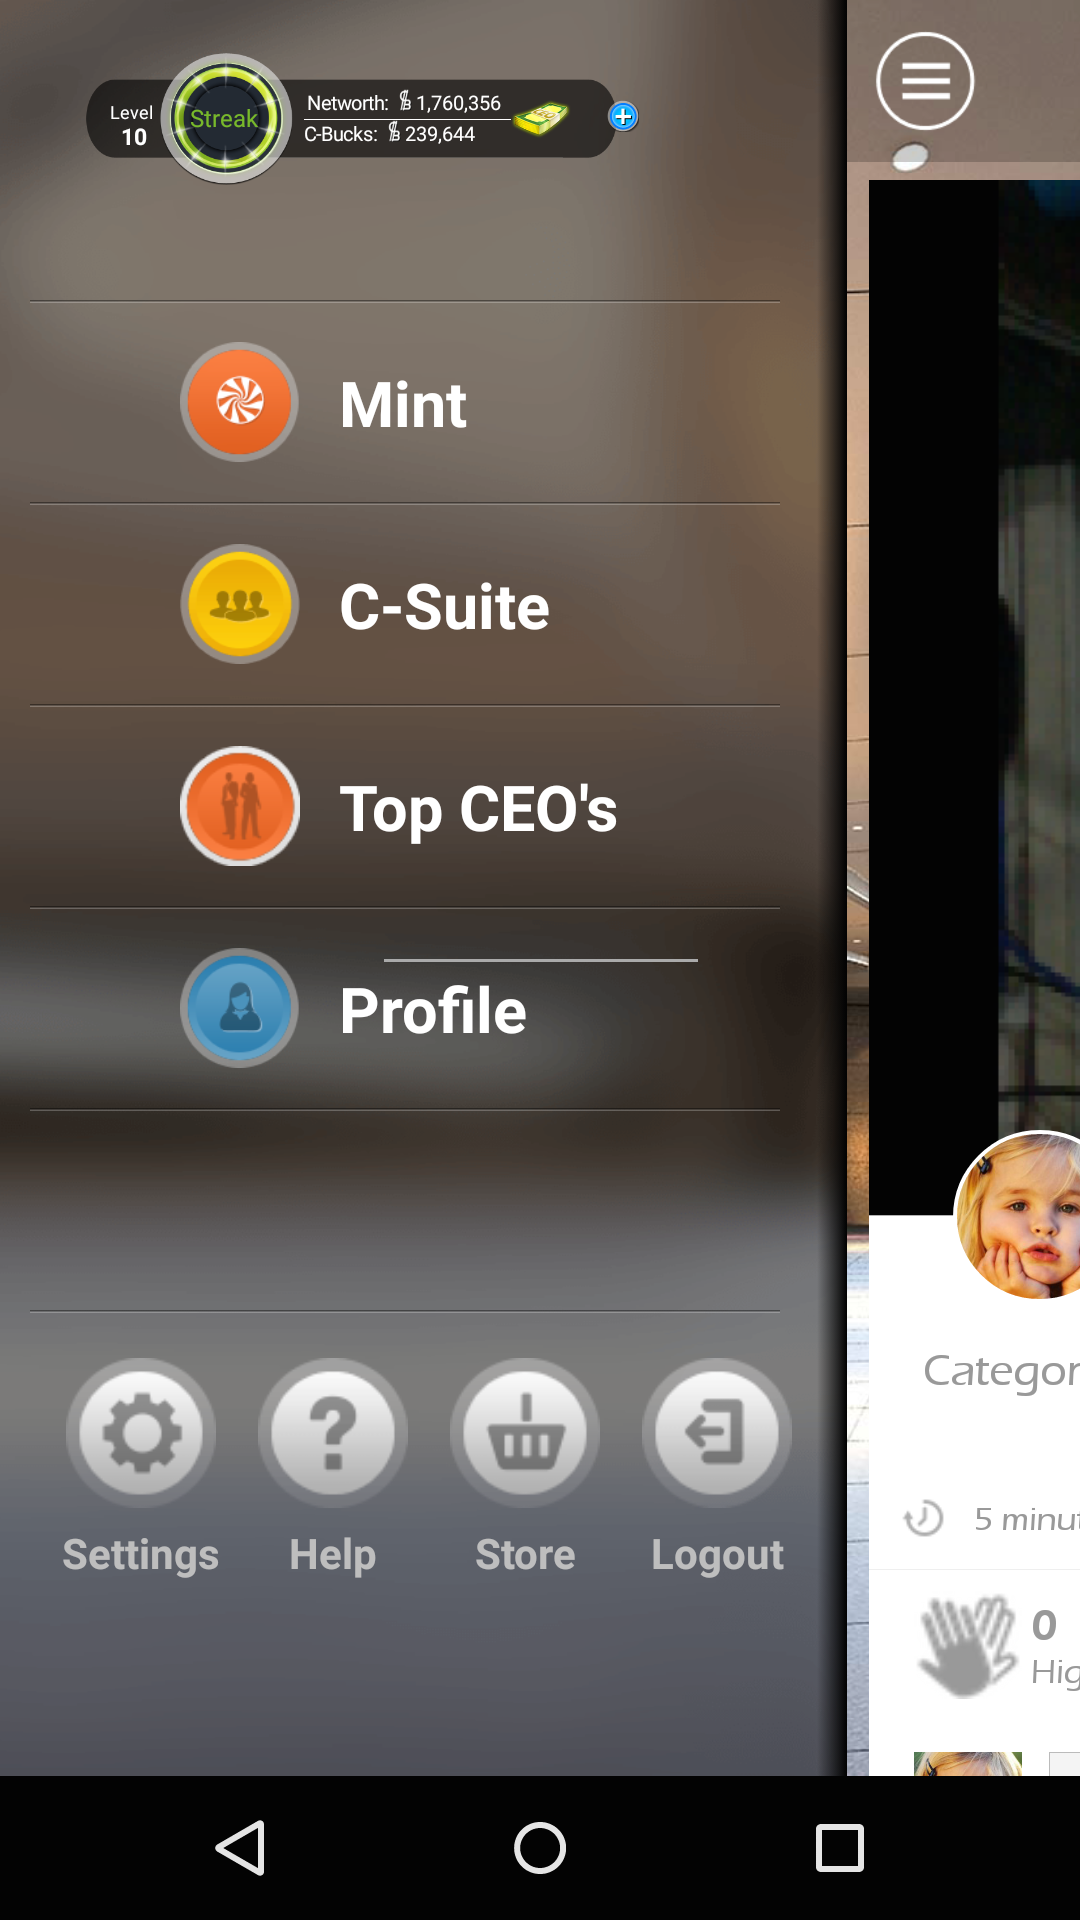 Level
10
Streak
Networth: $ 1,760,356
C-Bucks: $ 239,644
Mint
C-Suite
Top CEO's
Profile
Settings
Help
Store
Logout
Categor
5 minut
0
Hig